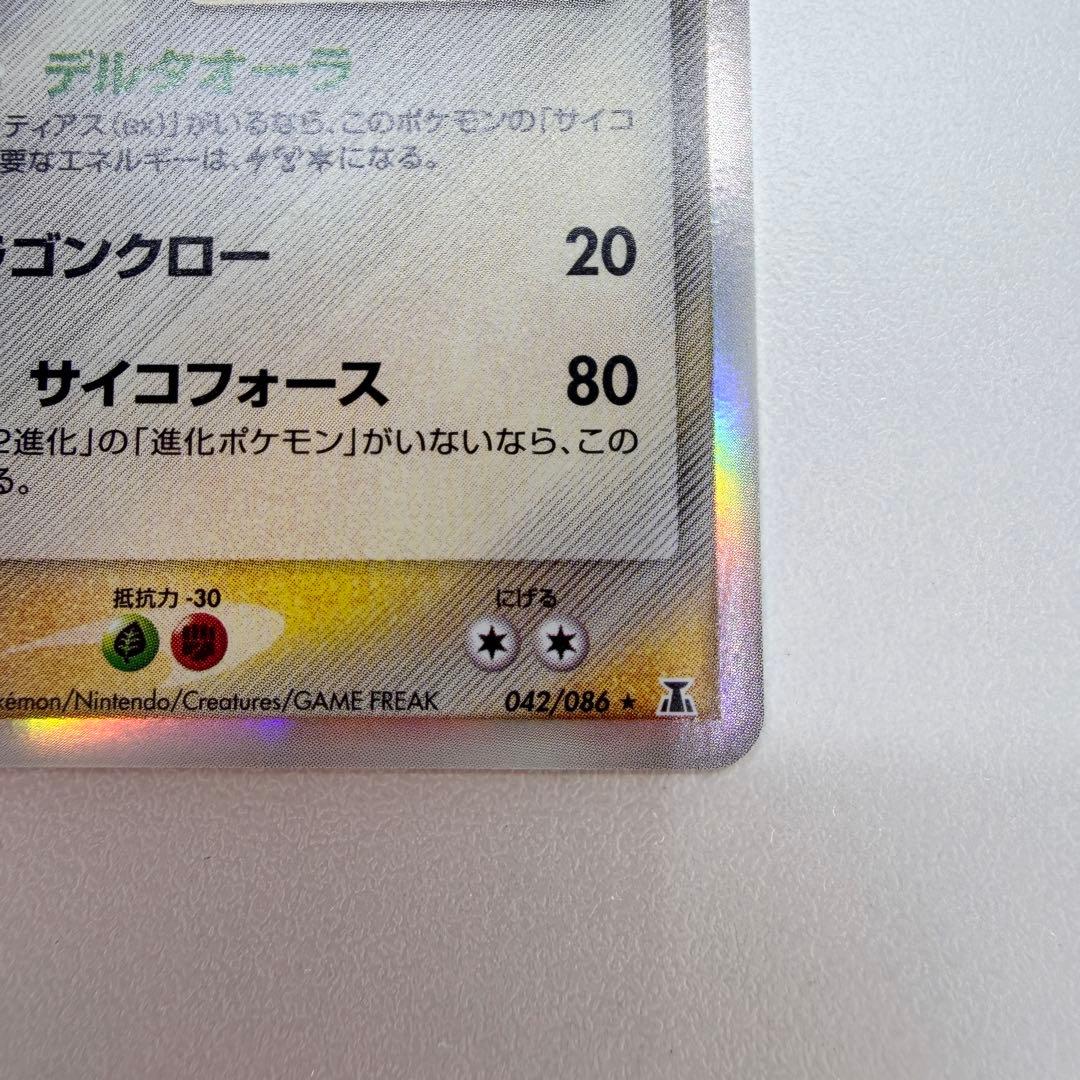 デルタオーラ
ティアス(ex)」がいるなら、このポケモンの「サイコ
要なエネルギーは、になる。
ラゴンクロー 20
サイコフォース 80
2進化」の「進化ポケモン」がいないなら、この
る。
抵抗力 -30 にげる
kémon/Nintendo/Creatures/GAME FREAK 042/086 ★